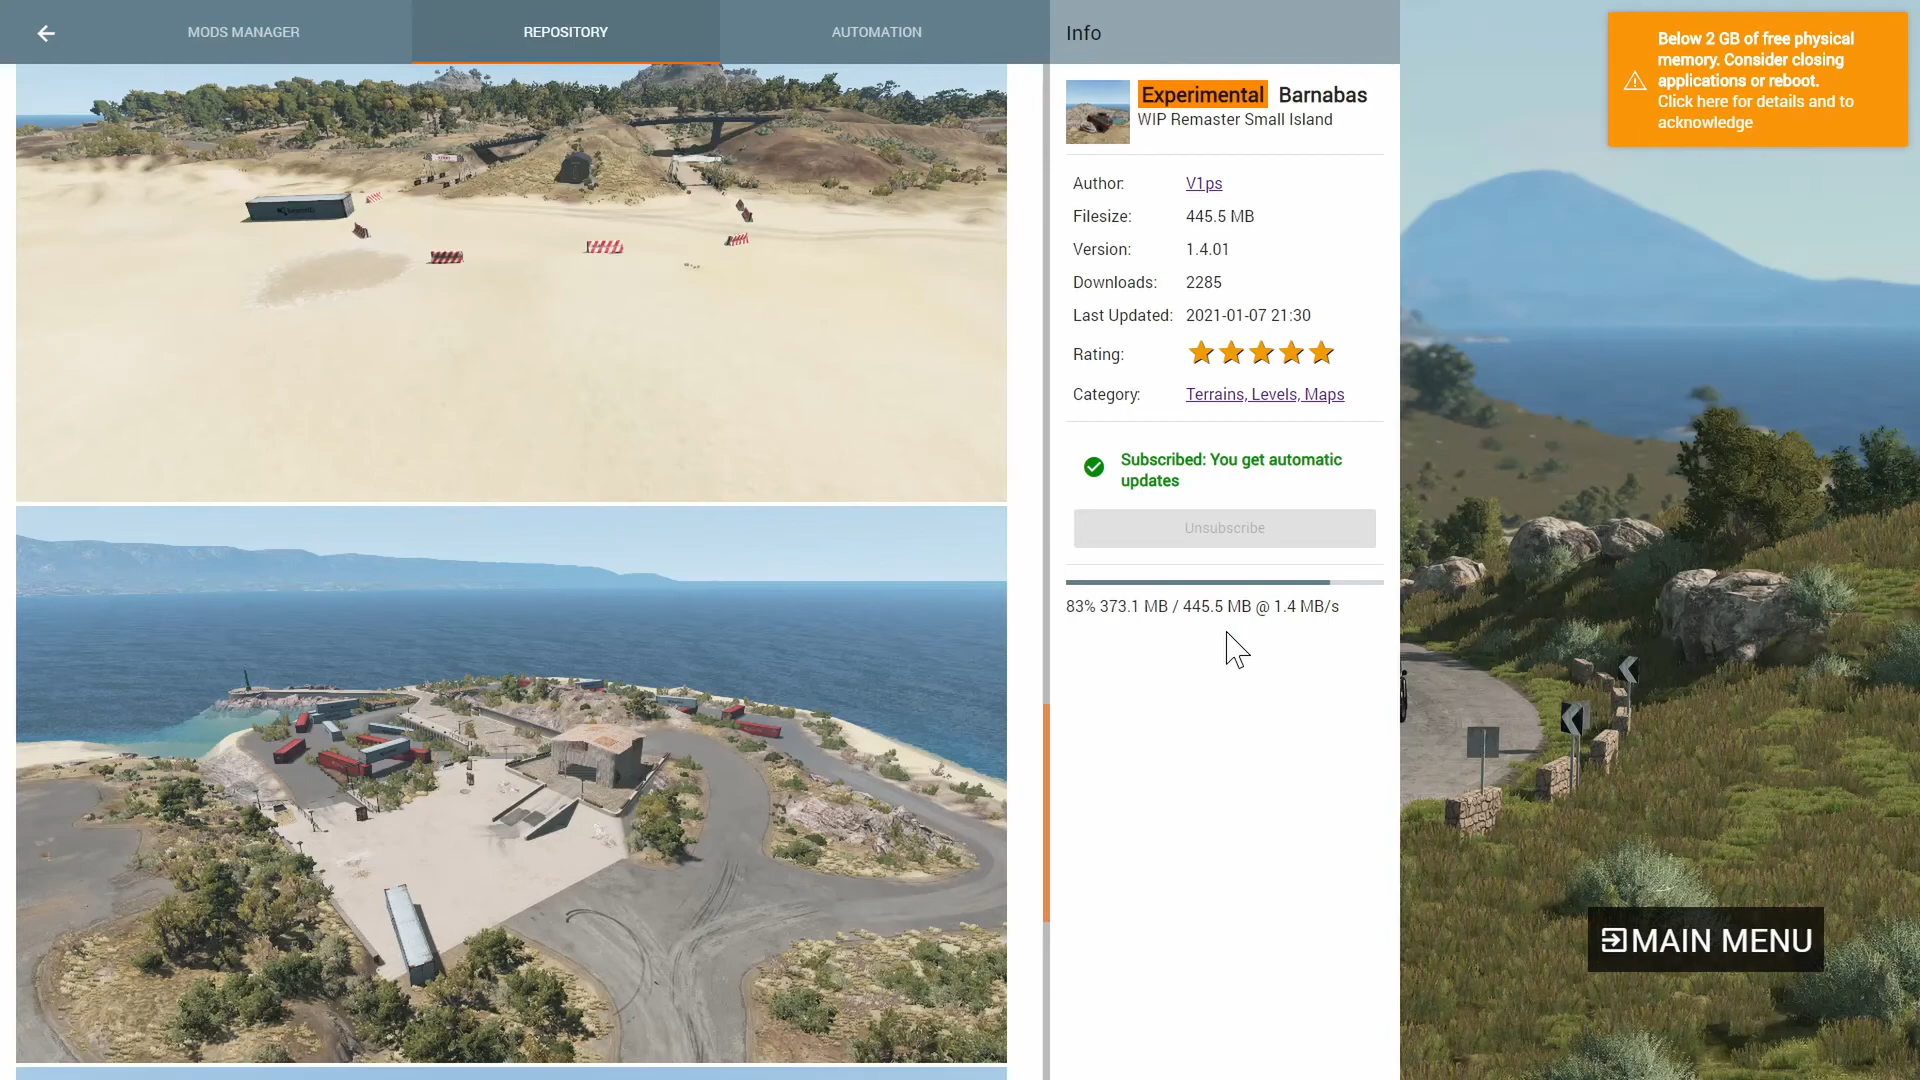 MODS MANAGER
REPOSITORY
AUTOMATION
Info
Experimental Barnabas
WIP Remaster Small Island
Author: V1ps
Filesize: 445.5 MB
Version: 1.4.01
Downloads: 2285
Last Updated: 2021-01-07 21:30
Rating:
Category: Terrains, Levels, Maps
Subscribed: You get automatic
updates
Unsubscribe
83% 373.1 MB / 445.5 MB @ 1.4 MB/s
Below 2 GB of free physical
memory. Consider closing
applications or reboot.
Click here for details and to
acknowledge
MAIN MENU